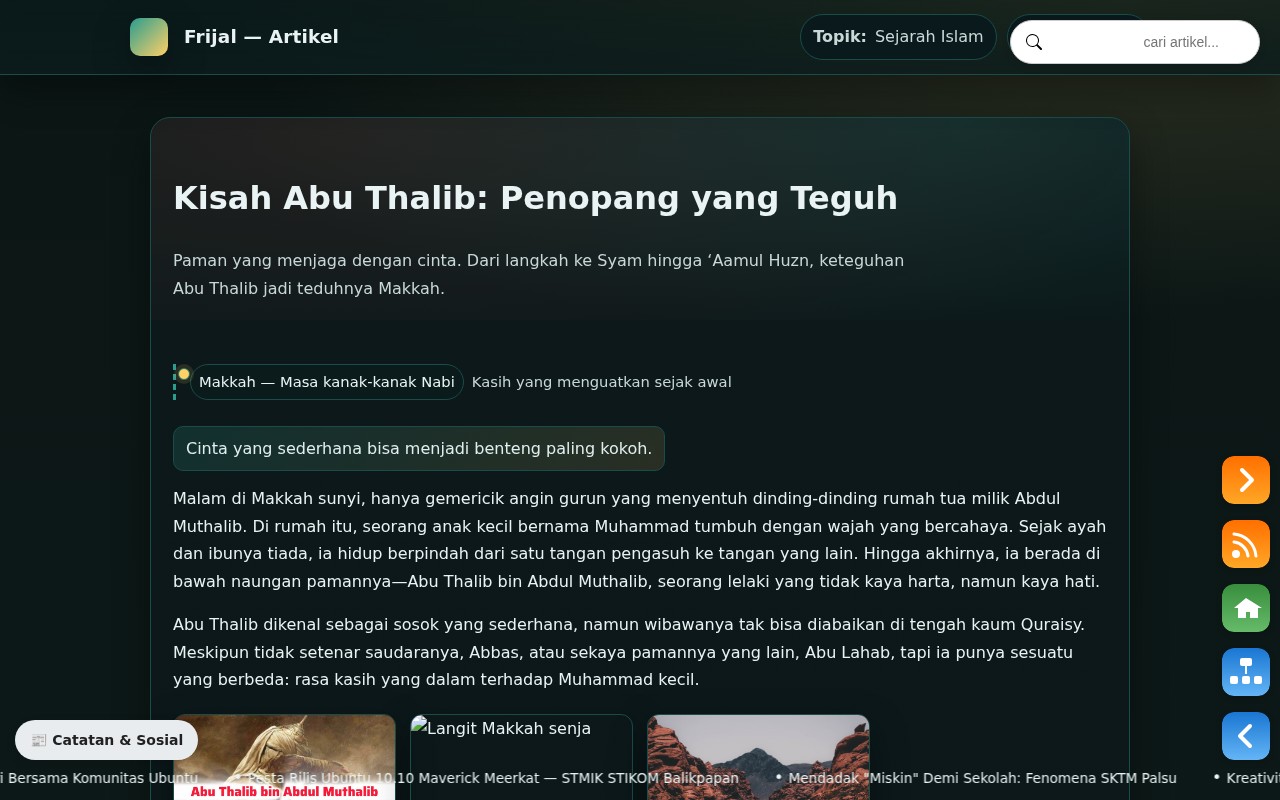 Frijal — Artikel
Topik: Sejarah Islam
cari artikel...
Kisah Abu Thalib: Penopang yang Teguh
Paman yang menjaga dengan cinta. Dari langkah ke Syam hingga ‘Aamul Huzn, keteguhan
Abu Thalib jadi teduhnya Makkah.
Makkah — Masa kanak-kanak Nabi Kasih yang menguatkan sejak awal
Cinta yang sederhana bisa menjadi benteng paling kokoh.
Malam di Makkah sunyi, hanya gemericik angin gurun yang menyentuh dinding-dinding rumah tua milik Abdul
Muthalib. Di rumah itu, seorang anak kecil bernama Muhammad tumbuh dengan wajah yang bercahaya. Sejak ayah
dan ibunya tiada, ia hidup berpindah dari satu tangan pengasuh ke tangan yang lain. Hingga akhirnya, ia berada di
bawah naungan pamannya—Abu Thalib bin Abdul Muthalib, seorang lelaki yang tidak kaya harta, namun kaya hati.
Abu Thalib dikenal sebagai sosok yang sederhana, namun wibawanya tak bisa diabaikan di tengah kaum Quraisy.
Meskipun tidak setenar saudaranya, Abbas, atau sekaya pamannya yang lain, Abu Lahab, tapi ia punya sesuatu
yang berbeda: rasa kasih yang dalam terhadap Muhammad kecil.
Langit Makkah senja
📰 Catatan & Sosial
i Bersama Komunitas Ubuntu • Pesta Rilis Ubuntu 10.10 Maverick Meerkat — STMIK STIKOM Balikpapan • Mendadak "Miskin" Demi Sekolah: Fenomena SKTM Palsu • Kreativi
Abu Thalib bin Abdul Muthalib